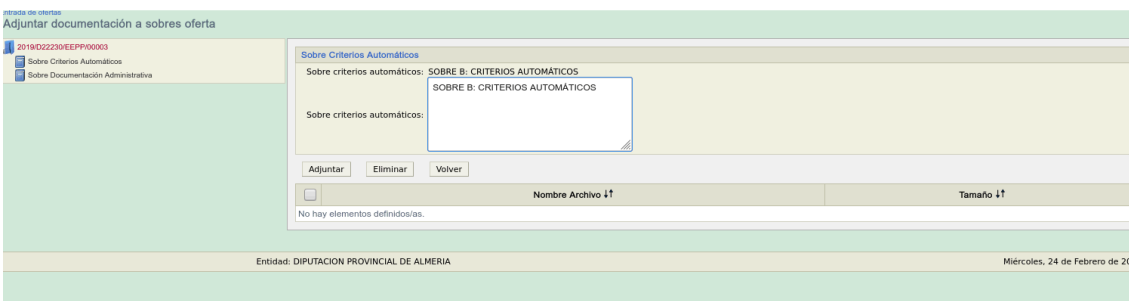 ntrada de ofertas
Adjuntar documentación a sobres oferta
2019/D22230/EEPP/00003
Sobre Criterios Automáticos
Sobre Documentación Administrativa
Sobre Criterios Automáticos
Sobre criterios automáticos: SOBRE B: CRITERIOS AUTOMÁTICOS
SOBRE B: CRITERIOS AUTOMÁTICOS
Sobre criterios automáticos:
Adjuntar Eliminar Volver
Nombre Archivo ↓↑ Tamaño ↓↑
No hay elementos definidos/as.
Entidad: DIPUTACION PROVINCIAL DE ALMERIA Miércoles, 24 de Febrero de 20